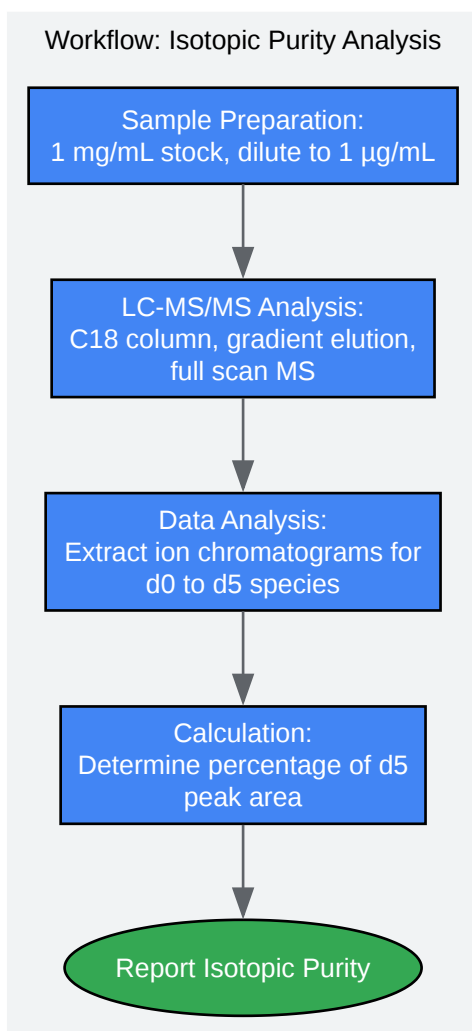 Workflow: Isotopic Purity Analysis
Sample Preparation:
1 mg/mL stock, dilute to 1 µg/mL
LC-MS/MS Analysis:
C18 column, gradient elution,
full scan MS
Data Analysis:
Extract ion chromatograms for
d0 to d5 species
Calculation:
Determine percentage of d5
peak area
Report Isotopic Purity